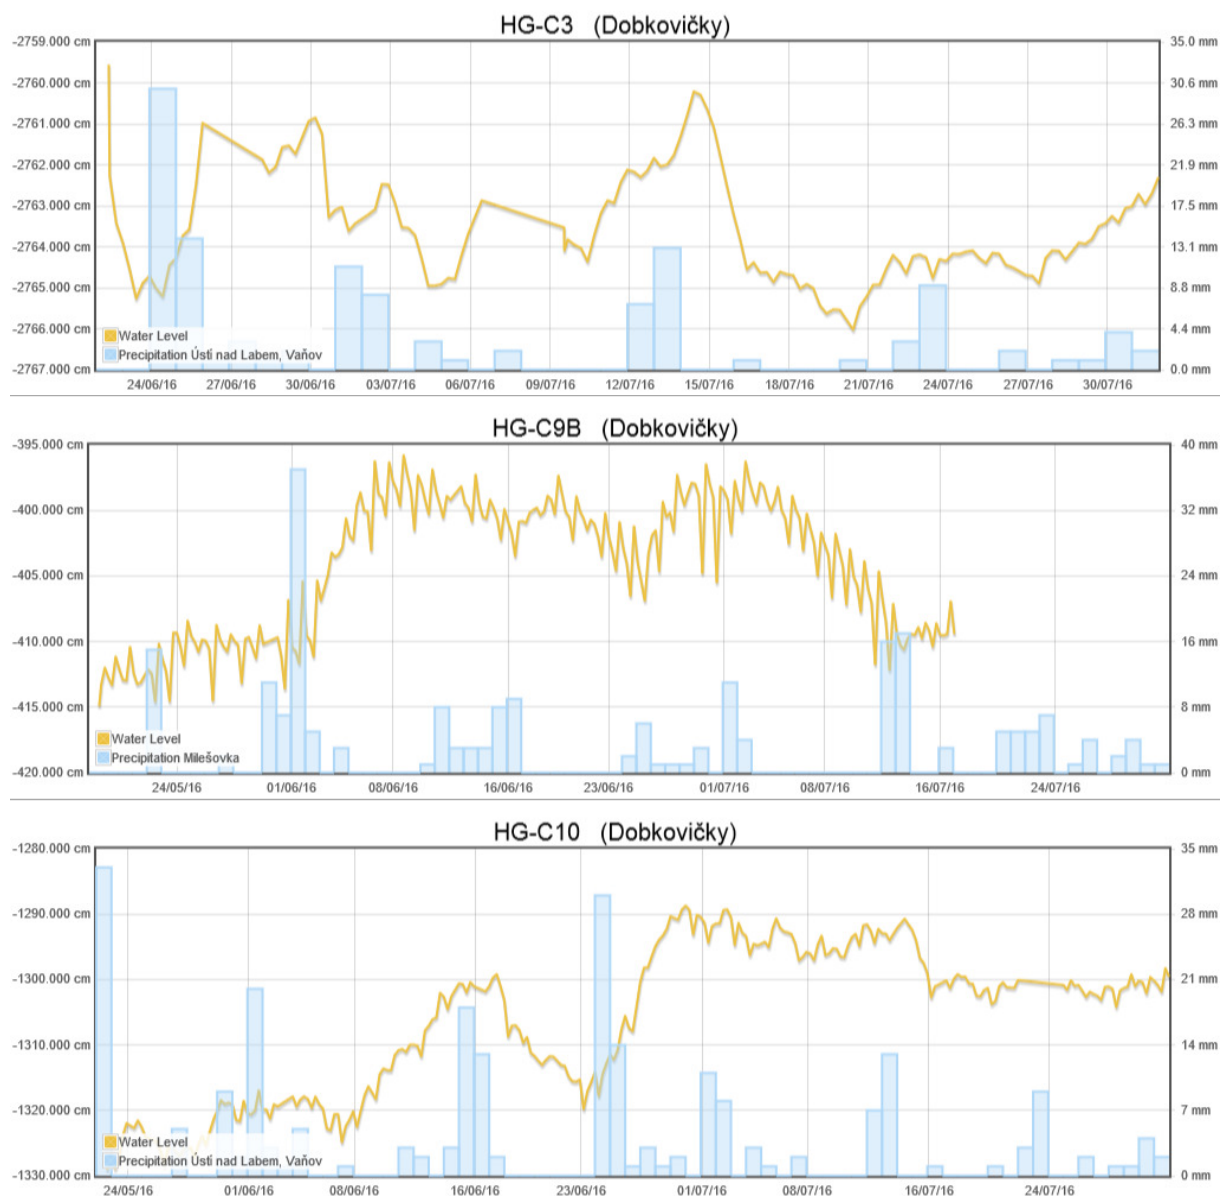 HG-C3 (Dobkovičky)
-2759.000 cm 35.0 mm
-2760.000 cm 30.6 mm
-2761.000 cm 26.3 mm
-2762.000 cm 21.9 mm
-2763.000 cm 17.5 mm
-2764.000 cm 13.1 mm
-2765.000 cm 8.8 mm
-2766.000 cm 4.4 mm
Water Level
Precipitation Ústí nad Labem, Vaňov
-2767.000 cm 0.0 mm
24/06/16 27/06/16 30/06/16 03/07/16 06/07/16 09/07/16 12/07/16 15/07/16 18/07/16 21/07/16 24/07/16 27/07/16 30/07/16
HG-C9B (Dobkovičky)
-395.000 cm 40 mm
-400.000 cm 32 mm
-405.000 cm 24 mm
-410.000 cm 16 mm
-415.000 cm 8 mm
Water Level
Precipitation Milešovka
-420.000 cm 0 mm
24/05/16 01/06/16 08/06/16 16/06/16 23/06/16 01/07/16 08/07/16 16/07/16 24/07/16
HG-C10 (Dobkovičky)
-1280.000 cm 35 mm
-1290.000 cm 28 mm
-1300.000 cm 21 mm
-1310.000 cm 14 mm
-1320.000 cm 7 mm
Water Level
Precipitation Ústí nad Labem, Vaňov
-1330.000 cm 0 mm
24/05/16 01/06/16 08/06/16 16/06/16 23/06/16 01/07/16 08/07/16 16/07/16 24/07/16